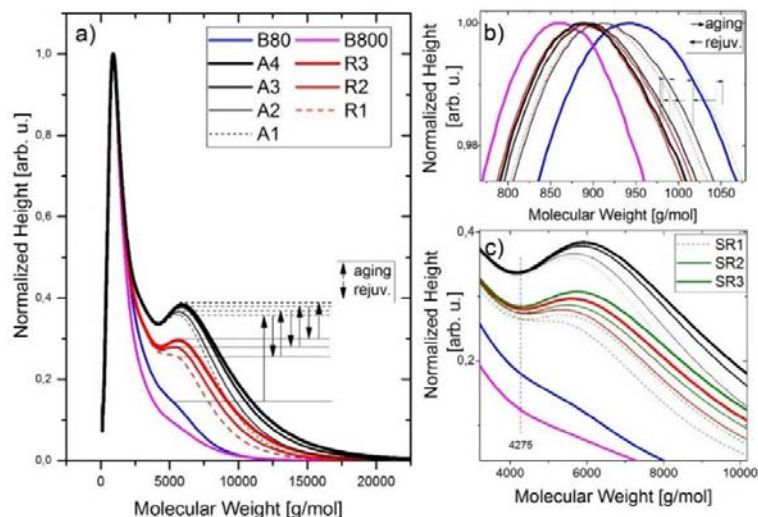 a)
B80
B800
A4
R3
A3
R2
A2
R1
A1
aging
rejuv.
1,0
0,8
0,6
0,4
0,2
0,0
Normalized Height [arb. u.]
0
5000
10000
15000
20000
Molecular Weight [g/mol]
b)
aging
rejuv.
1,00
0,98
Normalized Height
[arb. u.]
800
850
900
950
1000
1050
Molecular Weight [g/mol]
c)
SR1
SR2
SR3
0,4
0,2
Normalized Height
[arb. u.]
4275
4000
6000
8000
10000
Molecular Weight [g/mol]